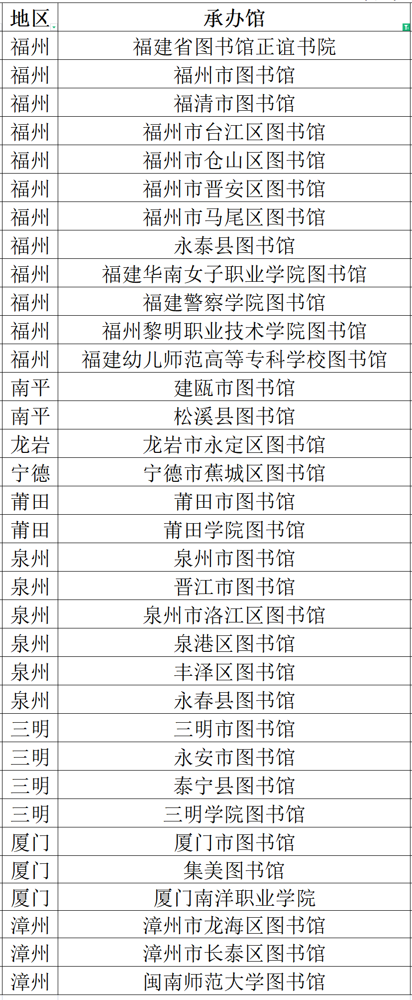 地区 承办馆
福州 福建省图书馆正谊书院
福州 福州市图书馆
福州 福清市图书馆
福州 福州市台江区图书馆
福州 福州市仓山区图书馆
福州 福州市晋安区图书馆
福州 福州市马尾区图书馆
福州 永泰县图书馆
福州 福建华南女子职业学院图书馆
福州 福建警察学院图书馆
福州 福州黎明职业技术学院图书馆
福州 福建幼儿师范高等专科学校图书馆
南平 建瓯市图书馆
南平 松溪县图书馆
龙岩 龙岩市永定区图书馆
宁德 宁德市蕉城区图书馆
莆田 莆田市图书馆
莆田 莆田学院图书馆
泉州 泉州市图书馆
泉州 晋江市图书馆
泉州 泉州市洛江区图书馆
泉州 泉港区图书馆
泉州 丰泽区图书馆
泉州 永春县图书馆
三明 三明市图书馆
三明 永安市图书馆
三明 泰宁县图书馆
三明 三明学院图书馆
厦门 厦门市图书馆
厦门 集美图书馆
厦门 厦门南洋职业学院
漳州 漳州市龙海区图书馆
漳州 漳州市长泰区图书馆
漳州 闽南师范大学图书馆